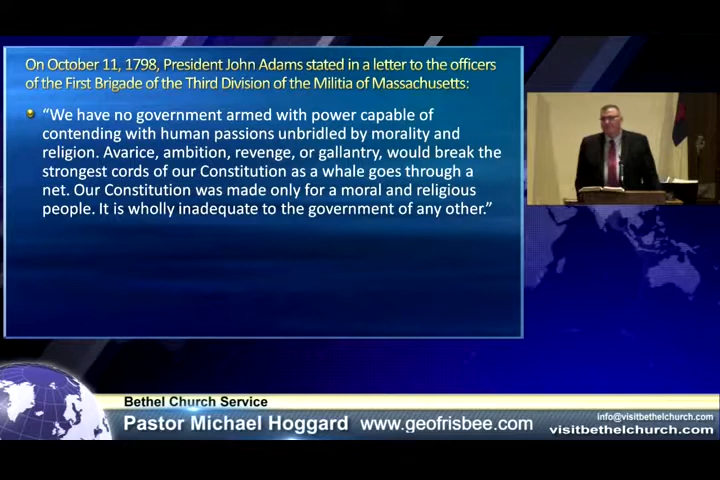 On October 11, 1798, President John Adams stated in a letter to the officers
of the First Brigade of the Third Division of the Militia of Massachusetts:
“We have no government armed with power capable of
contending with human passions unbridled by morality and
religion. Avarice, ambition, revenge, or gallantry, would break the
strongest cords of our Constitution as a whale goes through a
net. Our Constitution was made only for a moral and religious
people. It is wholly inadequate to the government of any other.”
Bethel Church Service
Pastor Michael Hoggard www.geofrisbee.com
info@visitbethelchurch.com
visitbethelchurch.com